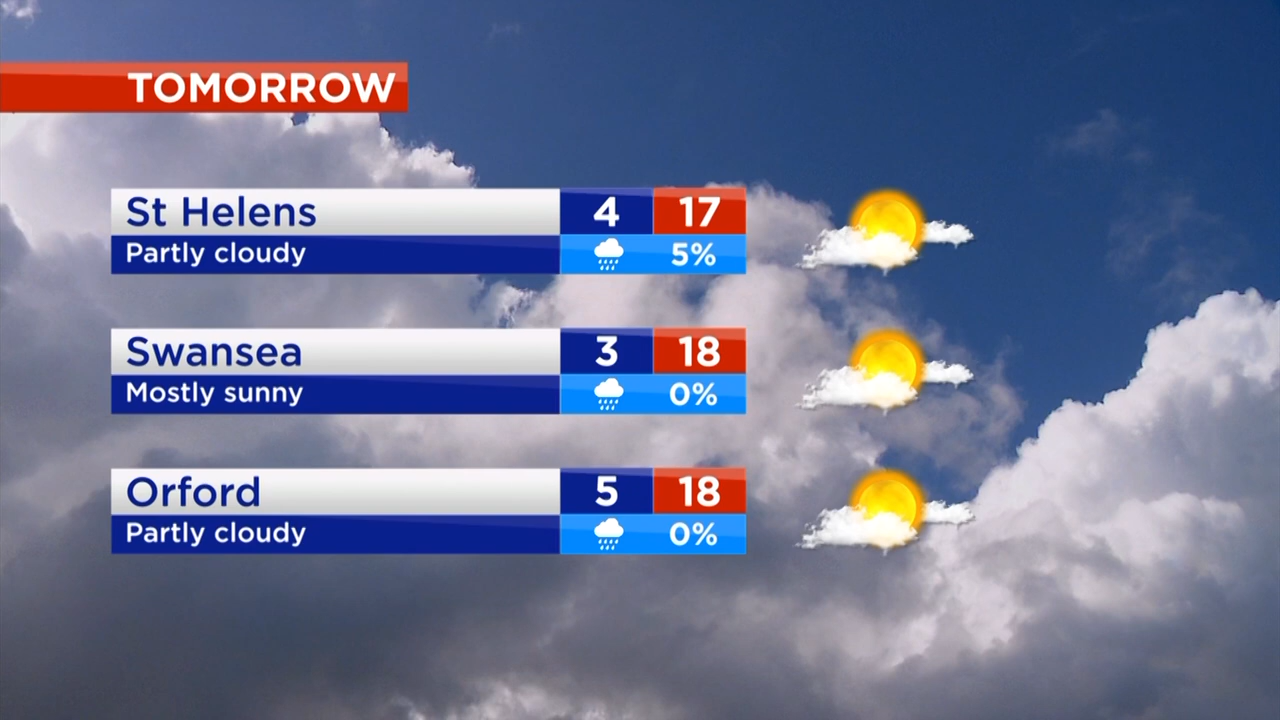 TOMORROW
St Helens 4 17
Partly cloudy 5%
Swansea 3 18
Mostly sunny 0%
Orford 5 18
Partly cloudy 0%